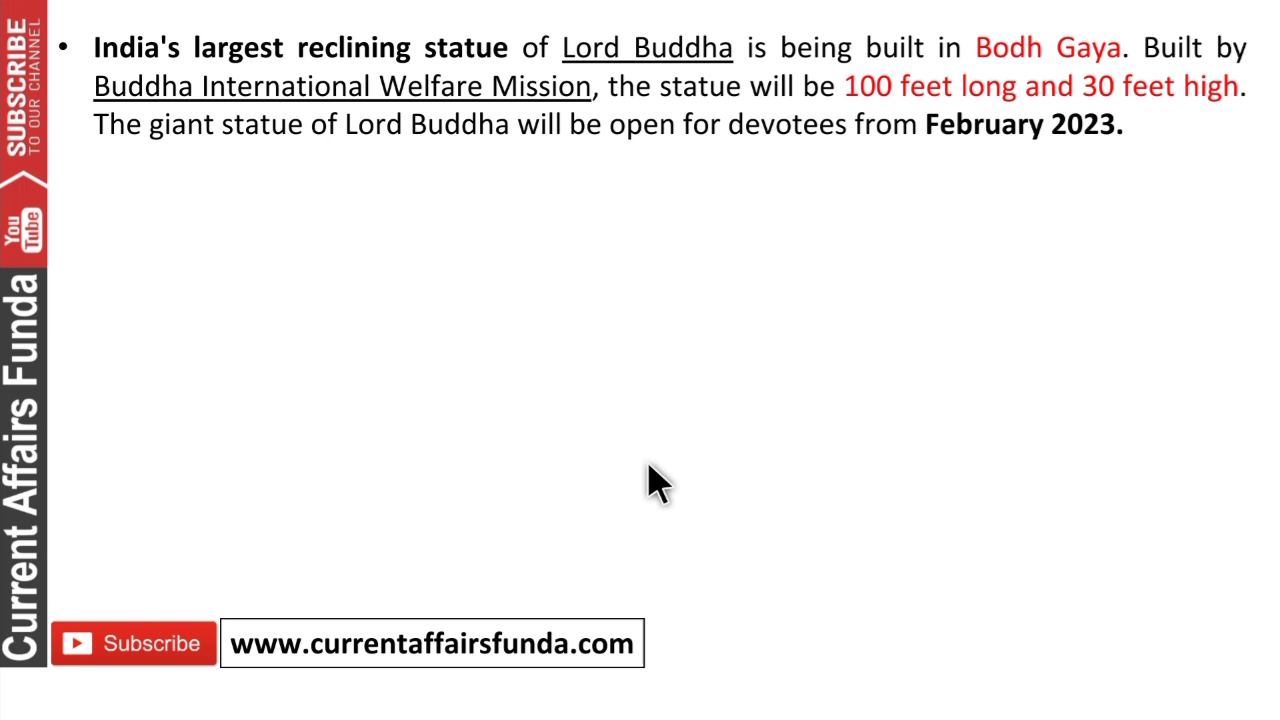 • India's largest reclining statue of Lord Buddha is being built in Bodh Gaya. Built by
Buddha International Welfare Mission, the statue will be 100 feet long and 30 feet high.
The giant statue of Lord Buddha will be open for devotees from February 2023.
SUBSCRIBE
TO OUR CHANNEL
You
Tube
Current Affairs Funda
Subscribe
www.currentaffairsfunda.com